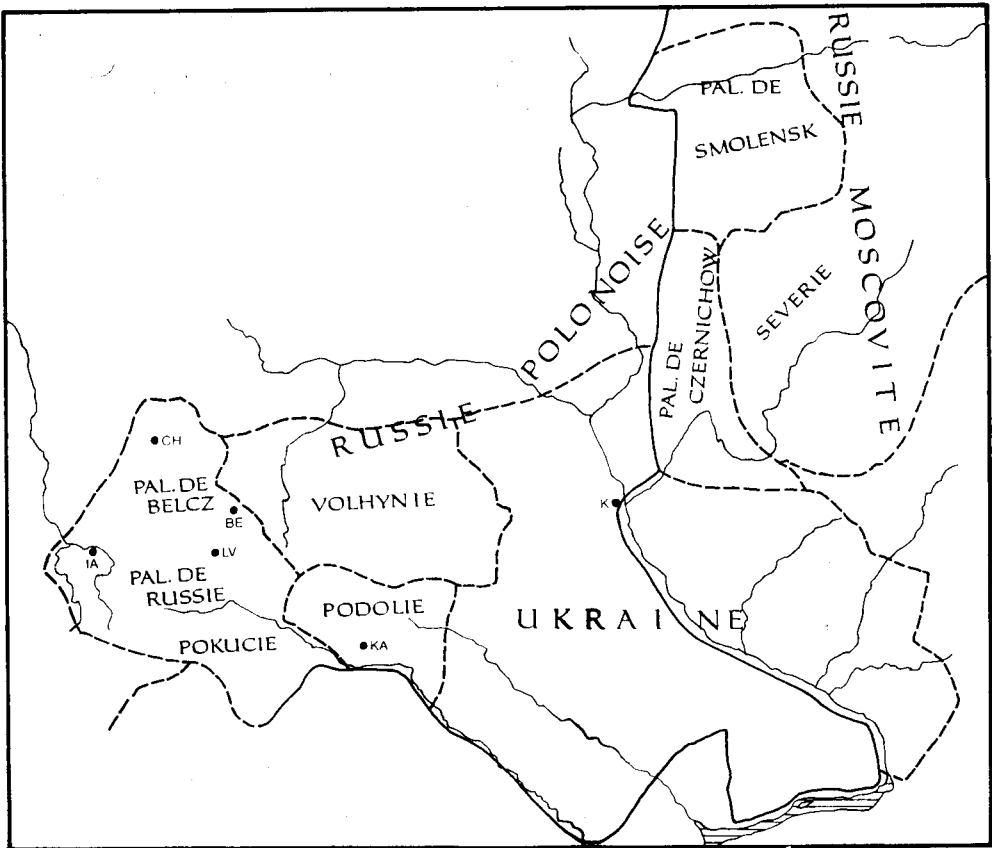 RUSSIE MOSCOVITE
PAL. DE
SMOLENSK
RUSSIE POLONOISE
PAL. DE
CZERNICHOW
SEVERIE
CH
PAL. DE
BELCZ
BE
VOLHYNIE
K
IA
LV
PAL. DE
RUSSIE
PODOLIE
UKRAINE
POKUCIE
KA